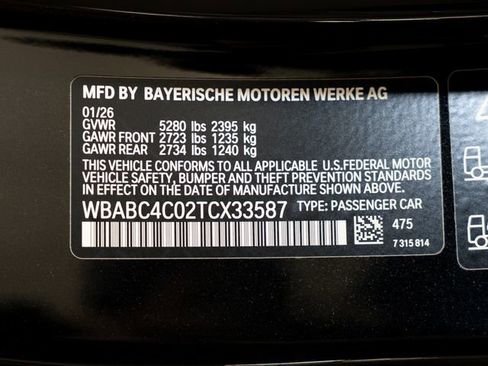 MFD BY BAYERISCHE MOTOREN WERKE AG
01/26
GVWR 5280 lbs 2395 kg
GAWR FRONT 2723 lbs 1235 kg
GAWR REAR 2734 lbs 1240 kg
THIS VEHICLE CONFORMS TO ALL APPLICABLE U.S.FEDERAL MOTOR
VEHICLE SAFETY, BUMPER AND THEFT PREVENTION STANDARDS
IN EFFECT ON THE DATE OF MANUFACTURE SHOWN ABOVE.
WBABC4C02TCX33587 TYPE: PASSENGER CAR
475
7 315 814